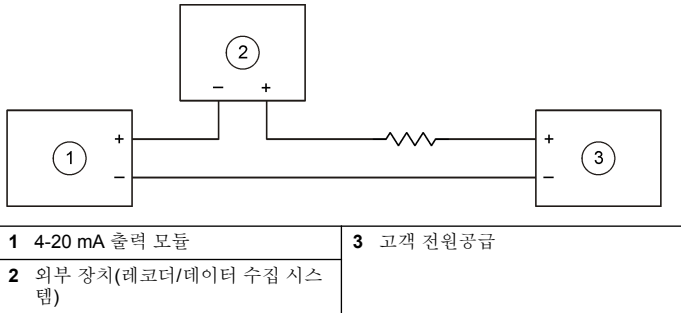 2
− +
+ +
1 3
− −
1 4-20 mA 출력 모듈
3 고객 전원공급
2 외부 장치(레코더/데이터 수집 시스
템)